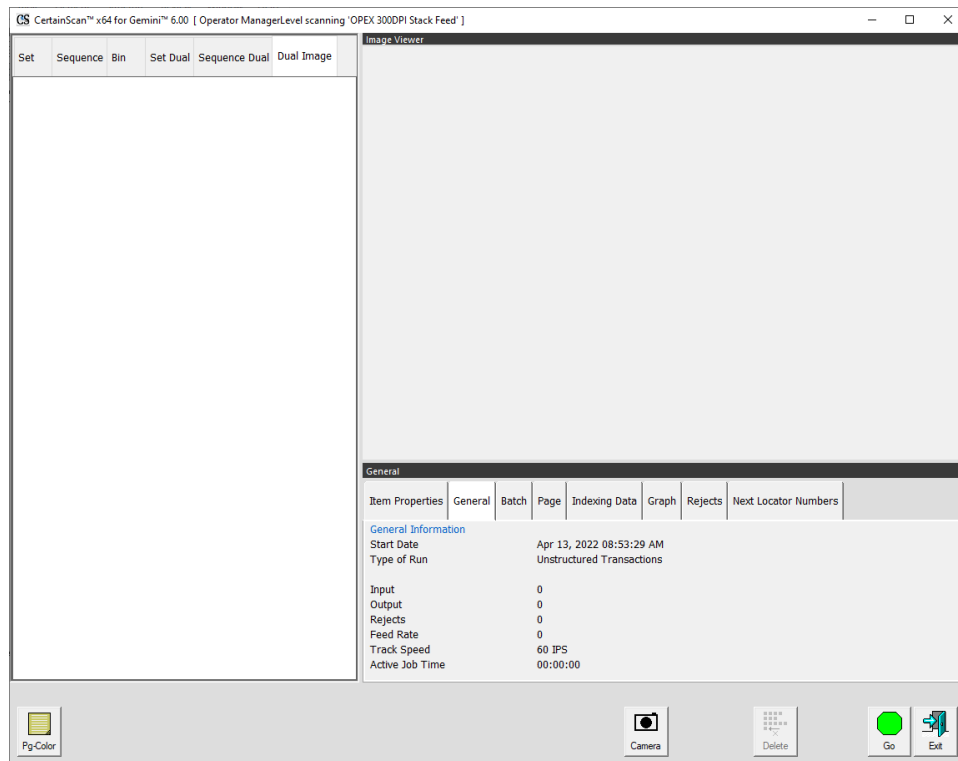 CS CertainScan™ x64 for Gemini™ 6.00 [ Operator ManagerLevel scanning 'OPEX 300DPI Stack Feed' ]
Set Sequence Bin Set Dual Sequence Dual Dual Image
Image Viewer
General
Item Properties General Batch Page Indexing Data Graph Rejects Next Locator Numbers
General Information
Start Date Apr 13, 2022 08:53:29 AM
Type of Run Unstructured Transactions
Input 0
Output 0
Rejects 0
Feed Rate 0
Track Speed 60 IPS
Active Job Time 00:00:00
Pg-Color Camera Delete Go Exit